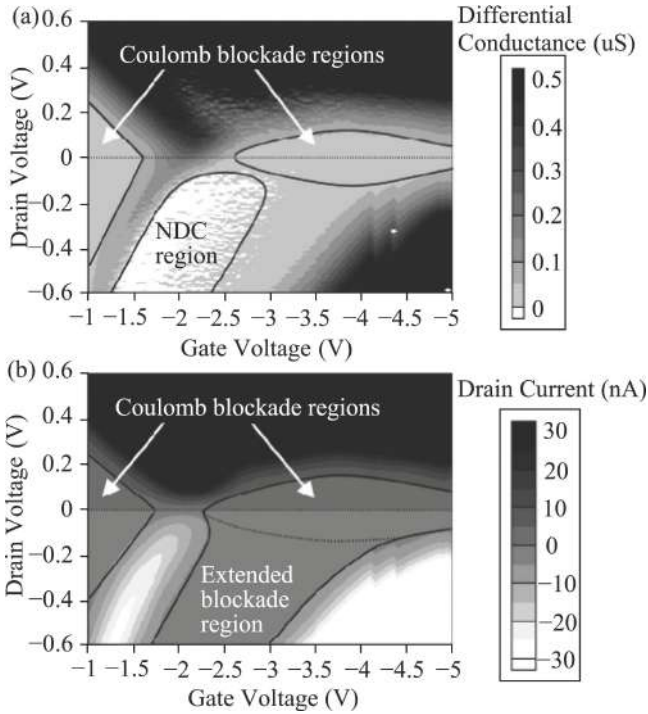 (a)
Differential
Conductance (uS)
Coulomb blockade regions
NDC
region
Drain Voltage (V)
0.6
0.4
0.2
0
−0.2
−0.4
−0.6
−1 −1.5 −2 −2.5 −3 −3.5 −4 −4.5 −5
Gate Voltage (V)
0.5
0.4
0.3
0.2
0.1
0
(b)
Drain Current (nA)
Coulomb blockade regions
Extended
blockade
region
Drain Voltage (V)
0.6
0.4
0.2
0
−0.2
−0.4
−0.6
−1 −1.5 −2 −2.5 −3 −3.5 −4 −4.5 −5
Gate Voltage (V)
30
20
10
0
−10
−20
−30